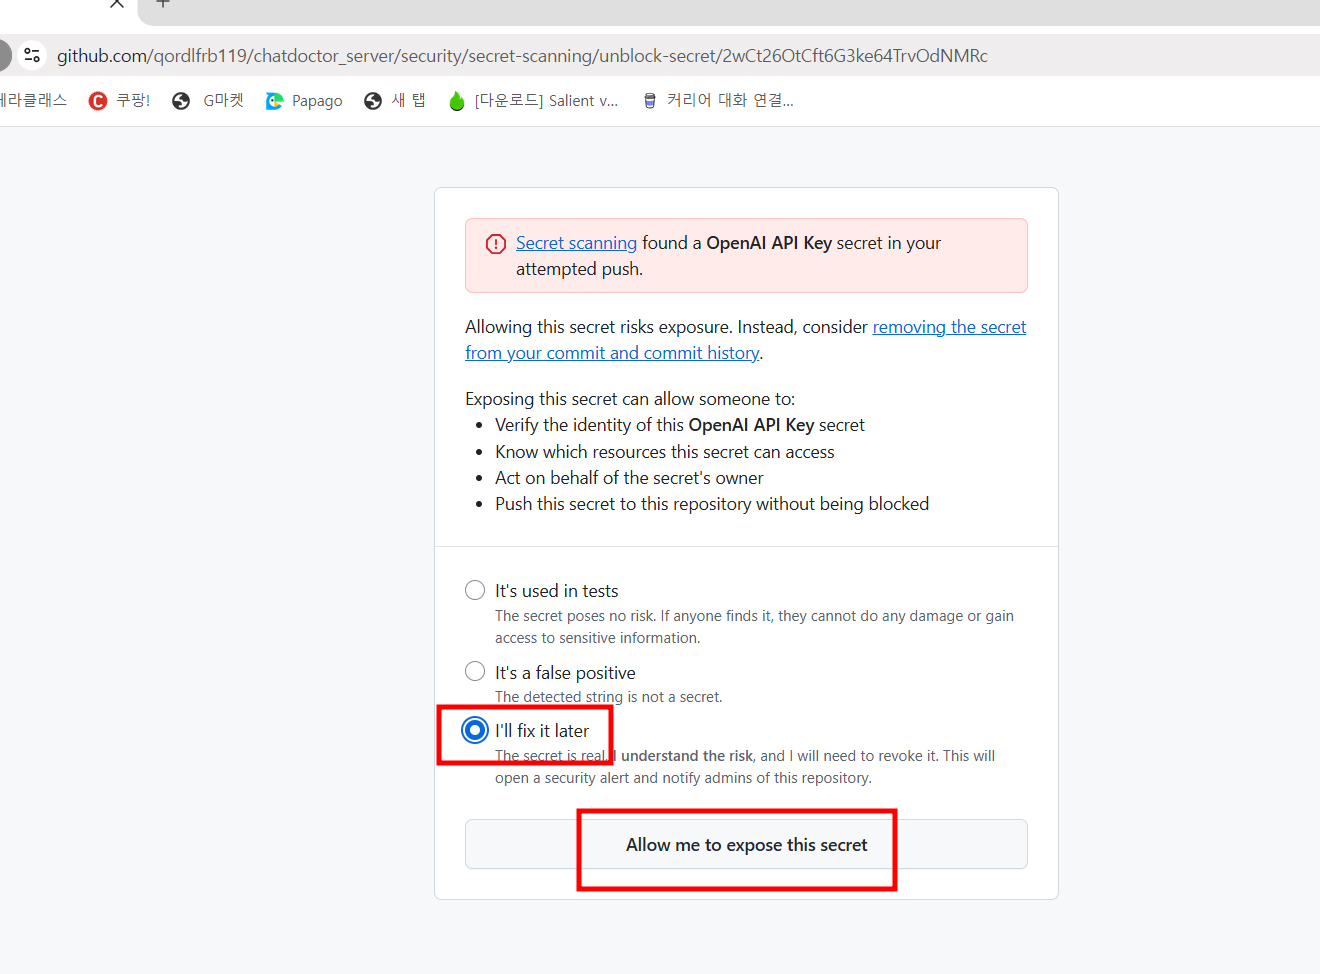 github.com/qordlfrb119/chatdoctor_server/security/secret-scanning/unblock-secret/2wCt26OtCft6G3ke64TrvOdNMRc
클래스 쿠팡! G마켓 Papago 새 탭 [다운로드] Salient v... 커리어 대화 연결...
Secret scanning found a OpenAI API Key secret in your
attempted push.
Allowing this secret risks exposure. Instead, consider removing the secret
from your commit and commit history.
Exposing this secret can allow someone to:
• Verify the identity of this OpenAI API Key secret
• Know which resources this secret can access
• Act on behalf of the secret's owner
• Push this secret to this repository without being blocked
It's used in tests
The secret poses no risk. If anyone finds it, they cannot do any damage or gain
access to sensitive information.
It's a false positive
The detected string is not a secret.
I'll fix it later
The secret is real, I understand the risk, and I will need to revoke it. This will
open a security alert and notify admins of this repository.
Allow me to expose this secret